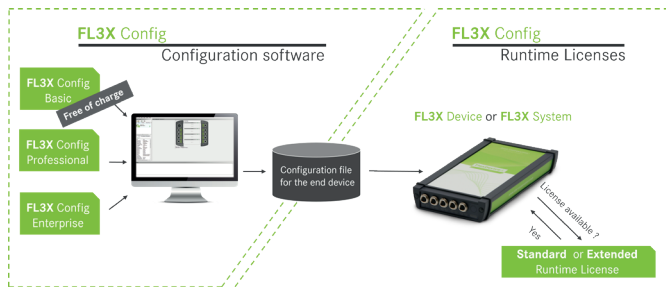 FL3X Config
Configuration software
FL3X Config
Basic
Free of charge
FL3X Config
Professional
FL3X Config
Enterprise
Configuration file
for the end device
FL3X Config
Runtime Licenses
FL3X Device or FL3X System
License available ?
Yes
Standard or Extended
Runtime License